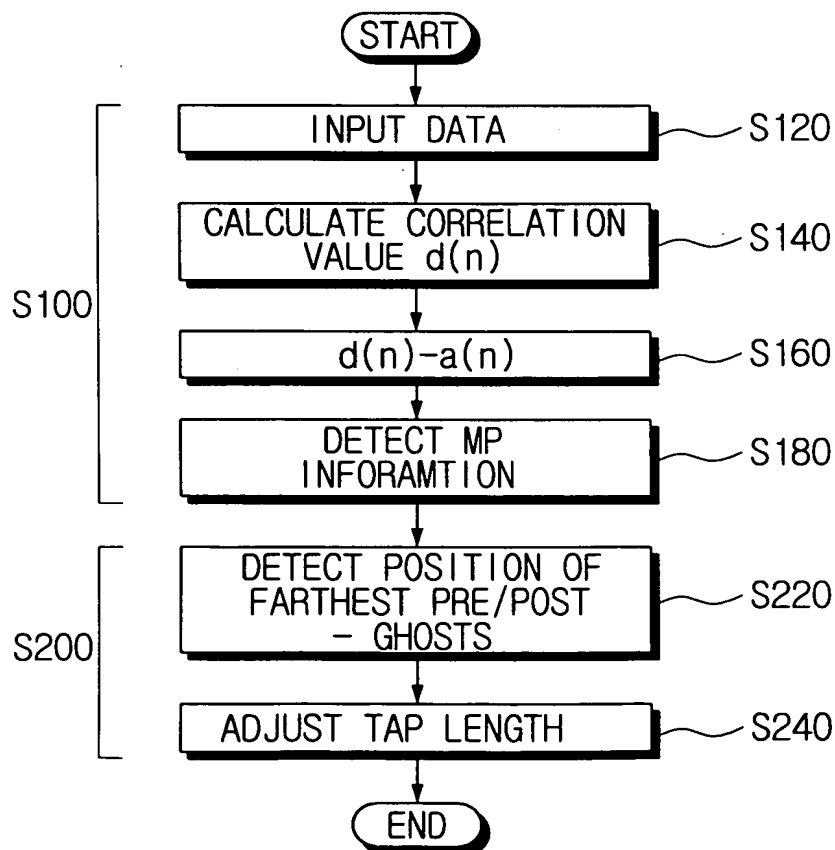 START
INPUT DATA
S120
CALCULATE CORRELATION
VALUE d(n)
S140
S100
d(n)-a(n)
S160
DETECT MP
INFORAMTION
S180
DETECT POSITION OF
FARTHEST PRE/POST
- GHOSTS
S220
S200
ADJUST TAP LENGTH
S240
END